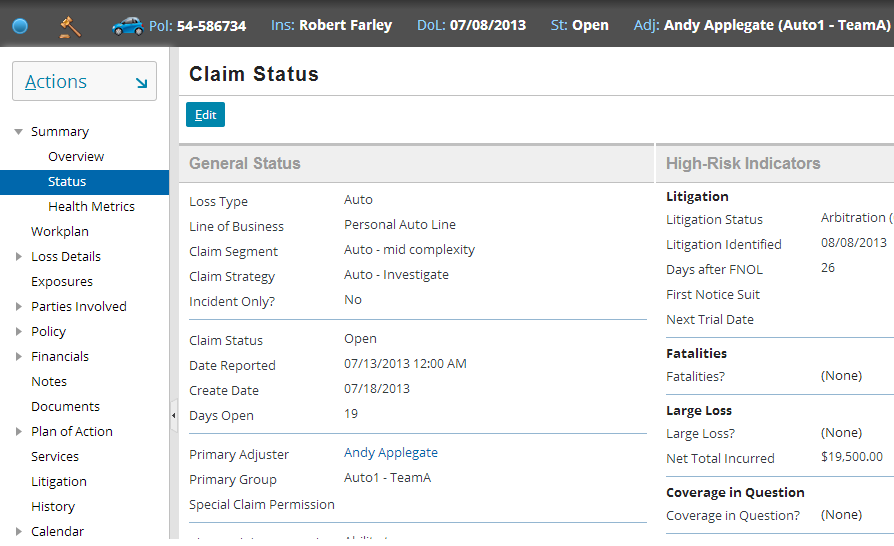 Pol: 54-586734 Ins: Robert Farley DoL: 07/08/2013 St: Open Adj: Andy Applegate (Auto1 - TeamA)
Actions
Summary
Overview
Status
Health Metrics
Workplan
Loss Details
Exposures
Parties Involved
Policy
Financials
Notes
Documents
Plan of Action
Services
Litigation
History
Calendar
Claim Status
Edit
General Status
Loss Type Auto
Line of Business Personal Auto Line
Claim Segment Auto - mid complexity
Claim Strategy Auto - Investigate
Incident Only? No
Claim Status Open
Date Reported 07/13/2013 12:00 AM
Create Date 07/18/2013
Days Open 19
Primary Adjuster Andy Applegate
Primary Group Auto1 - TeamA
Special Claim Permission
High-Risk Indicators
Litigation
Litigation Status Arbitration (
Litigation Identified 08/08/2013
Days after FNOL 26
First Notice Suit
Next Trial Date
Fatalities
Fatalities? (None)
Large Loss
Large Loss? (None)
Net Total Incurred $19,500.00
Coverage in Question
Coverage in Question? (None)